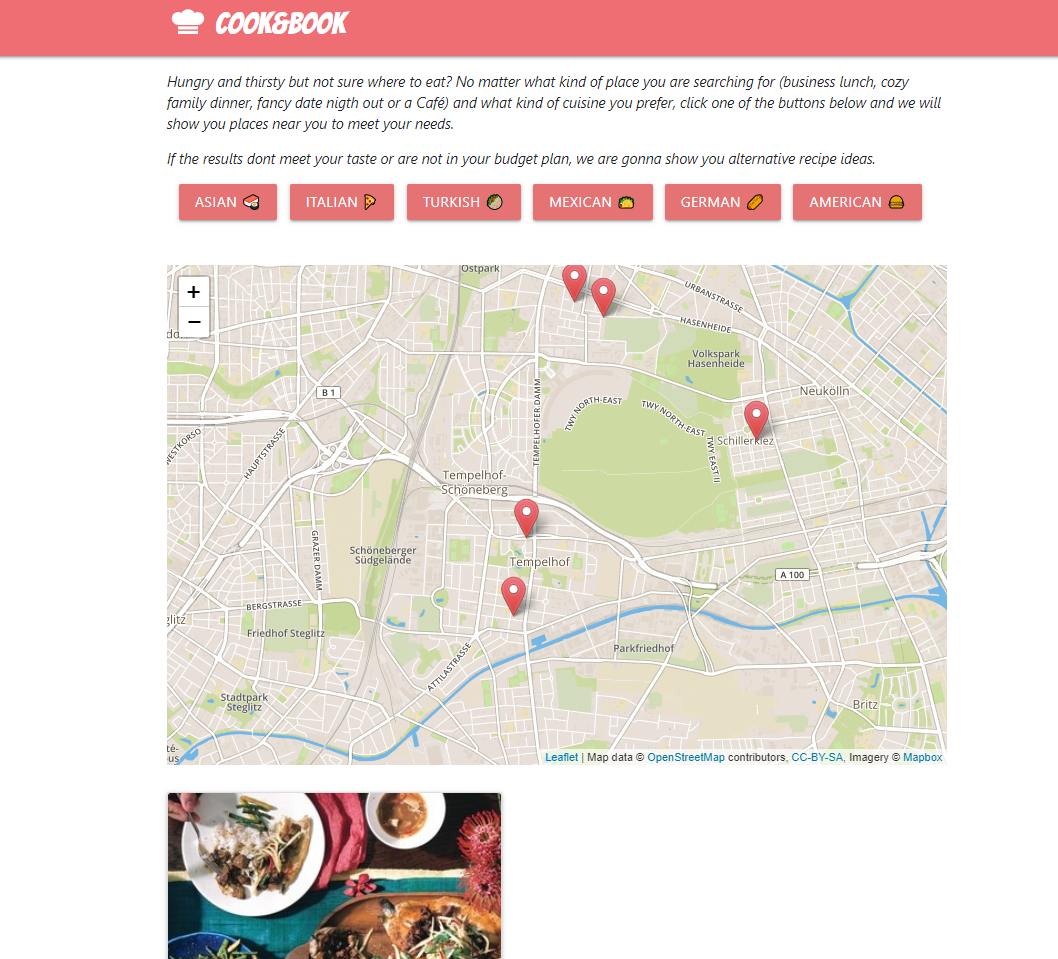 COOK&BOOK
Hungry and thirsty but not sure where to eat? No matter what kind of place you are searching for (business lunch, cozy
family dinner, fancy date nigth out or a Café) and what kind of cuisine you prefer, click one of the buttons below and we will
show you places near you to meet your needs.
If the results dont meet your taste or are not in your budget plan, we are gonna show you alternative recipe ideas.
ASIAN
ITALIAN
TURKISH
MEXICAN
GERMAN
AMERICAN
+
−
Ostpark
URBANSTRASSE
HASENHEIDE
Volkspark
Hasenheide
Neukölln
B 1
TEMPELHOFER DAMM
TWY NORTH-EAST
TWY NORTH-EAST
TWY EAST II
Schillerkiez
HAUPTSTRASSE
Tempelhof-
Schöneberg
GRAZER DAMM
Schöneberger
Südgelände
Tempelhof
A 100
BERGSTRASSE
Friedhof Steglitz
Parkfriedhof
ATTILASTRASSE
Stadtpark
Steglitz
Britz
Leaflet | Map data © OpenStreetMap contributors, CC-BY-SA, Imagery © Mapbox